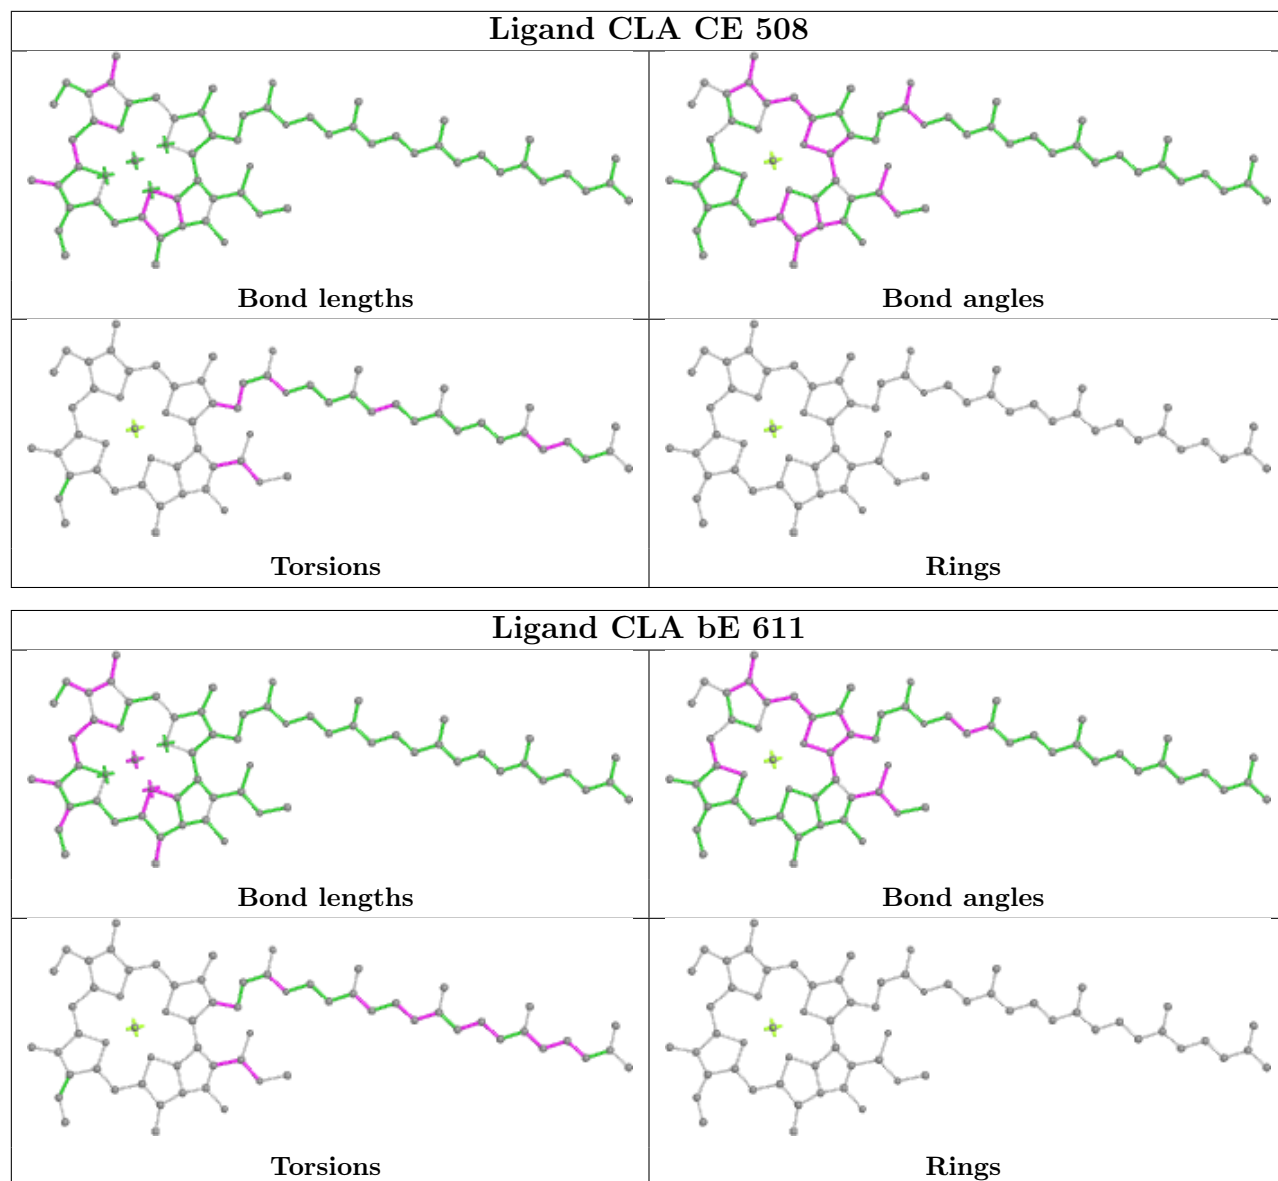 Ligand CLA CE 508
Bond lengths
Bond angles
Torsions
Rings
Ligand CLA bE 611
Bond lengths
Bond angles
Torsions
Rings